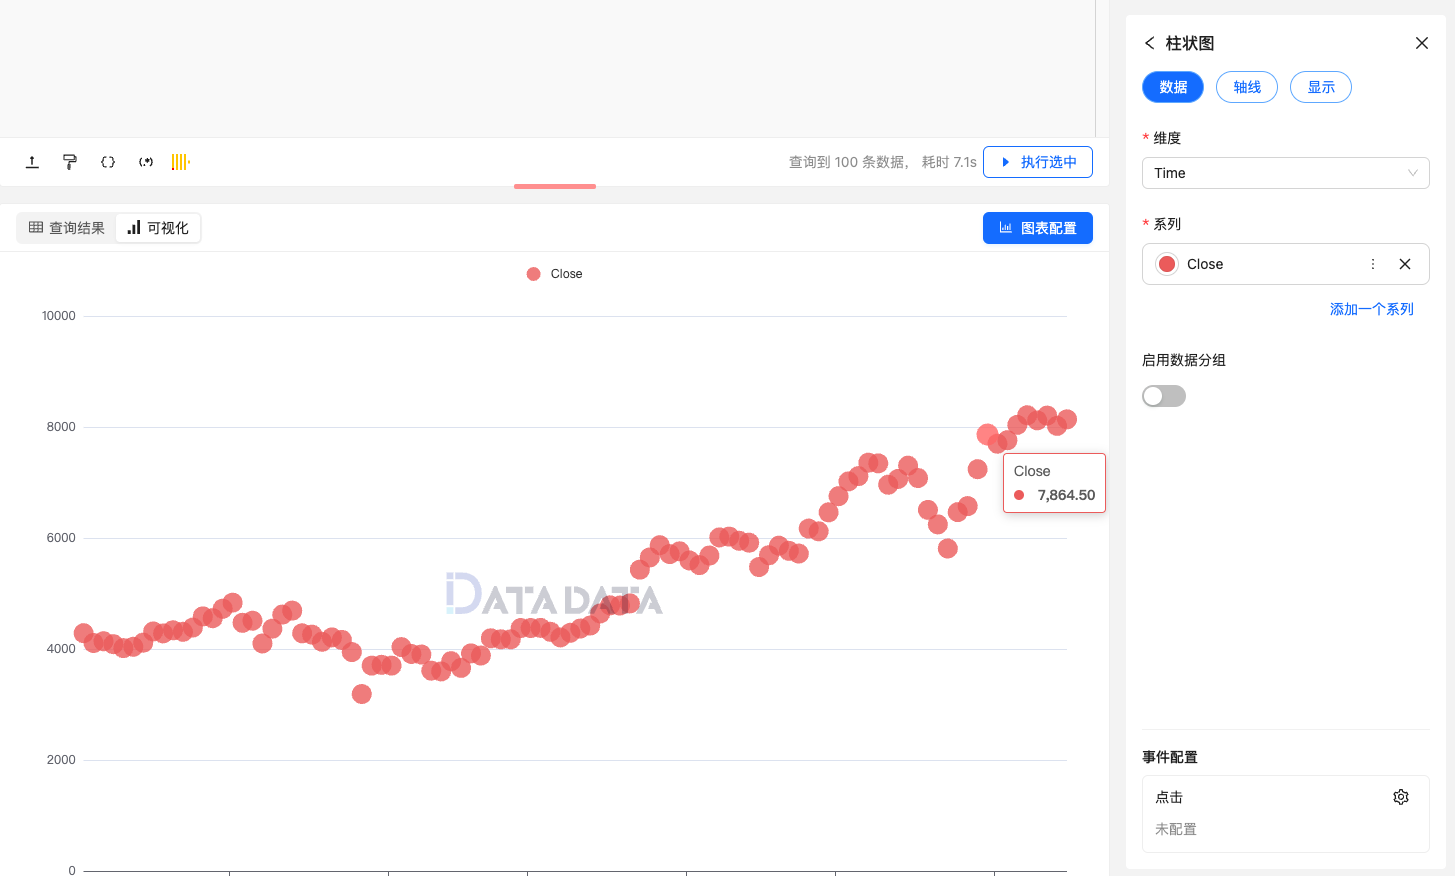 查询到 100 条数据， 耗时 7.1s
执行选中
查询结果
可视化
图表配置
Close
10000
8000
6000
4000
2000
0
DATA DATA
Close
7,864.50
柱状图
数据
轴线
显示
* 维度
Time
* 系列
Close
添加一个系列
启用数据分组
事件配置
点击
未配置